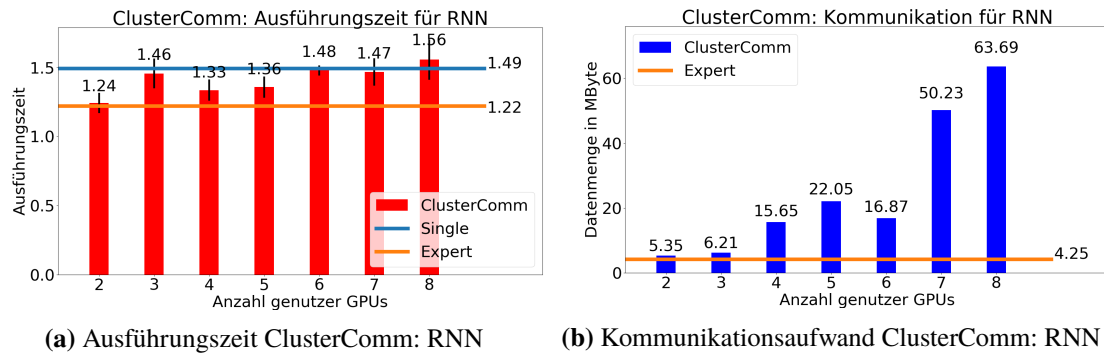 ClusterComm: Ausführungszeit für RNN
Ausführungszeit
1.5
1.0
0.5
0.0
1.24
1.46
1.33
1.36
1.48
1.47
1.56
1.49
1.22
ClusterComm
Single
Expert
2 3 4 5 6 7 8
Anzahl genutzer GPUs
(a) Ausführungszeit ClusterComm: RNN
ClusterComm: Kommunikation für RNN
Datenmenge in MByte
60
40
20
0
ClusterComm
Expert
5.35
6.21
15.65
22.05
16.87
50.23
63.69
4.25
2 3 4 5 6 7 8
Anzahl genutzer GPUs
(b) Kommunikationsaufwand ClusterComm: RNN